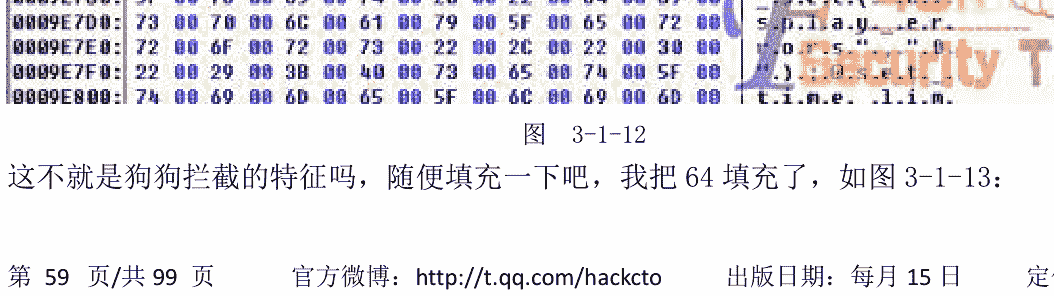 0009E7D0: 73 00 70 00 6C 00 61 00 79 00 5F 00 65 00 72 00 s.p.l.a.y._.e.r.
0009E7E0: 72 00 6F 00 72 00 73 00 22 00 2C 00 22 00 30 00 r.o.r.s.".,.".0.
0009E7F0: 22 00 29 00 3B 00 40 00 73 00 65 00 74 00 5F 00 ".).;.@.s.e.t._.
0009E800: 74 00 69 00 6D 00 65 00 5F 00 6C 00 69 00 6D 00 t.i.m.e._.l.i.m.
Security T
图 3-1-12
这不就是狗狗拦截的特征吗，随便填充一下吧，我把 64 填充了，如图 3-1-13：
第 59 页/共 99 页 官方微博：http://t.qq.com/hackcto 出版日期：每月 15 日 定